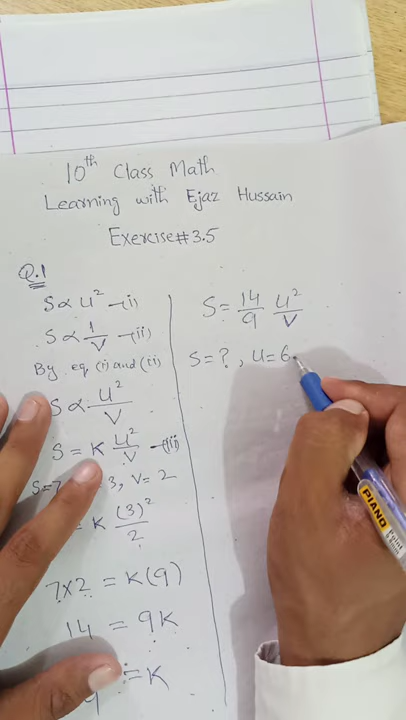 10th Class Math
Learning with Ejaz Hussain
Exercise#3.5
Q.1
S∝U² —(i)
S∝1/V —(ii)
By eq (i) and (ii)
S∝U²/V
S = K U²/V —(iii)
S=7 3, V=2
= K (3)²/2
7x2 = K(9)
14 = 9K
= K
S= 14/9 U²/V
S=?, U=6
PIANO